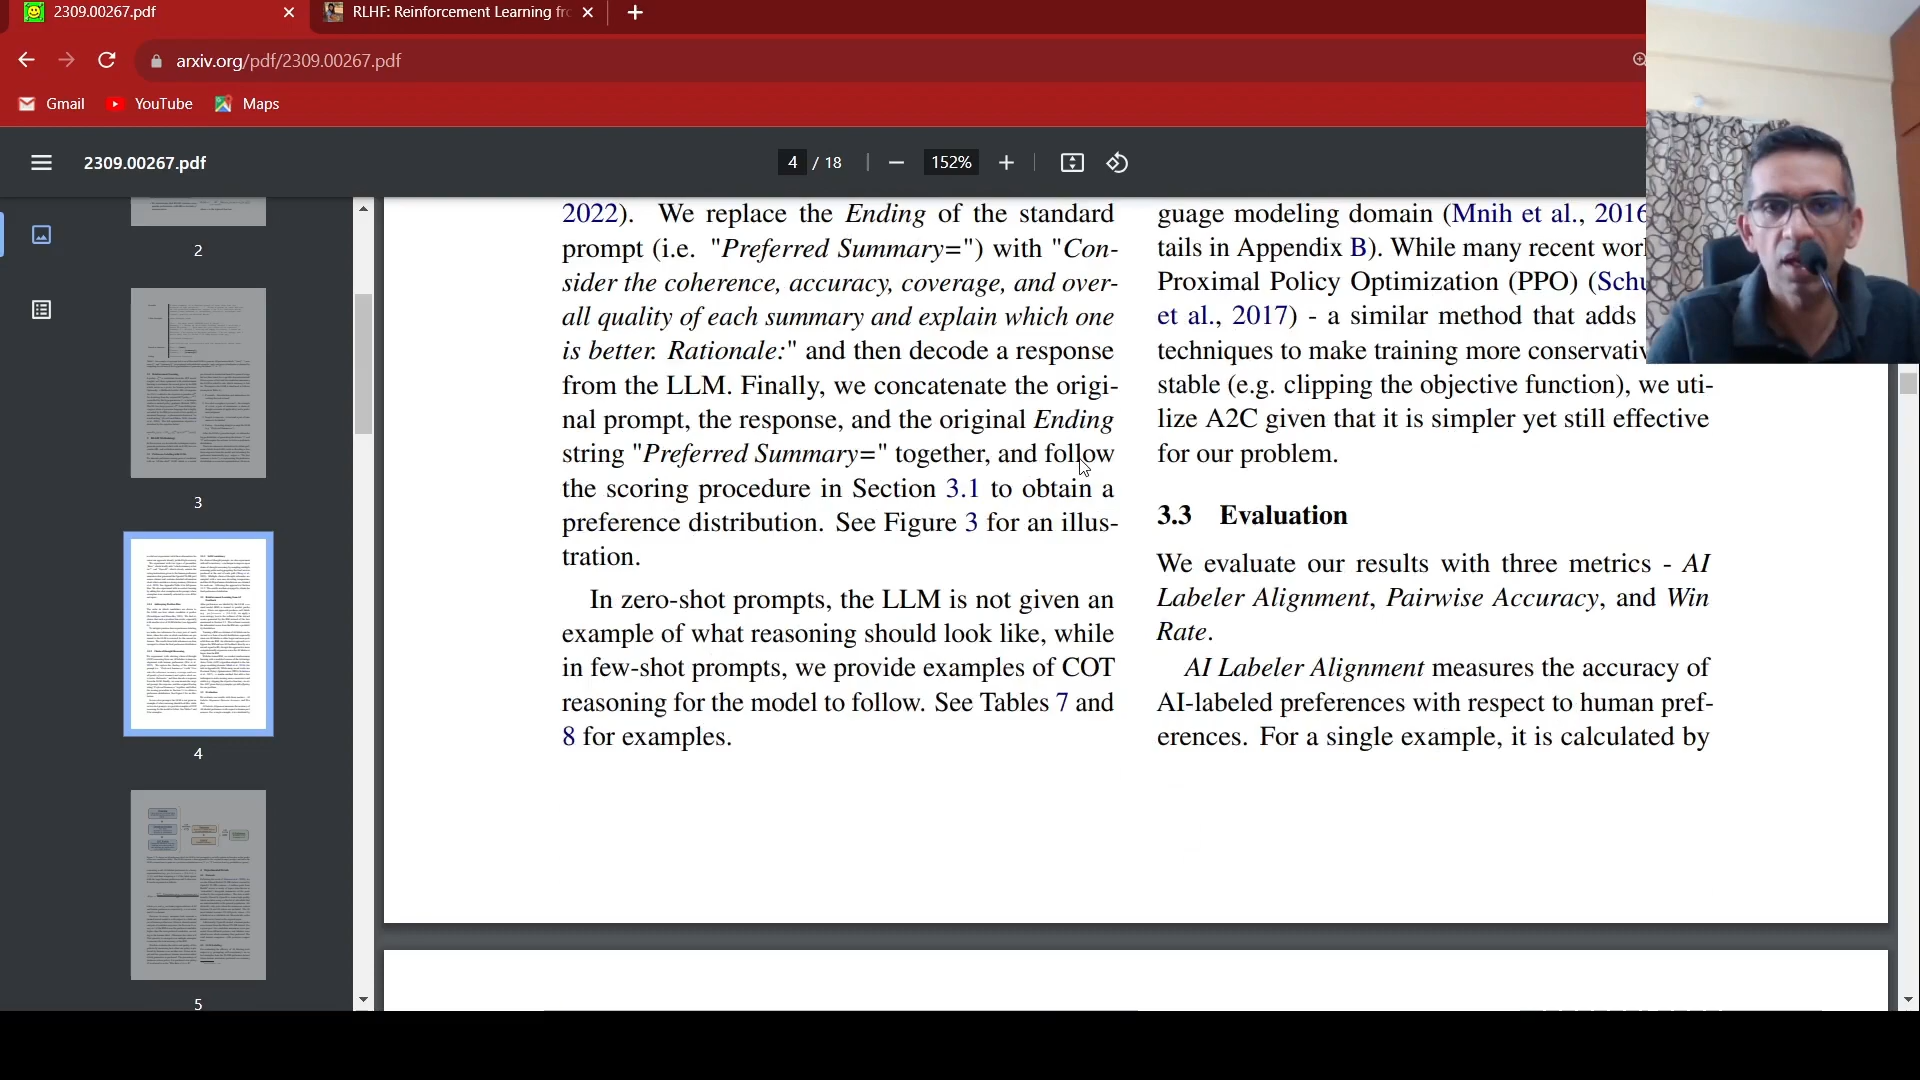 2309.00267.pdf
RLHF: Reinforcement Learning fr
arxiv.org/pdf/2309.00267.pdf
Gmail
YouTube
Maps
2309.00267.pdf
4 / 18
152%
2
3
4
5
2022). We replace the Ending of the standard
prompt (i.e. "Preferred Summary=") with "Con-
sider the coherence, accuracy, coverage, and over-
all quality of each summary and explain which one
is better. Rationale:" and then decode a response
from the LLM. Finally, we concatenate the origi-
nal prompt, the response, and the original Ending
string "Preferred Summary=" together, and follow
the scoring procedure in Section 3.1 to obtain a
preference distribution. See Figure 3 for an illus-
tration.
In zero-shot prompts, the LLM is not given an
example of what reasoning should look like, while
in few-shot prompts, we provide examples of COT
reasoning for the model to follow. See Tables 7 and
8 for examples.
guage modeling domain (Mnih et al., 2016
tails in Appendix B). While many recent wor
Proximal Policy Optimization (PPO) (Schu
et al., 2017) - a similar method that adds
techniques to make training more conservativ
stable (e.g. clipping the objective function), we uti-
lize A2C given that it is simpler yet still effective
for our problem.
3.3 Evaluation
We evaluate our results with three metrics - AI
Labeler Alignment, Pairwise Accuracy, and Win
Rate.
AI Labeler Alignment measures the accuracy of
AI-labeled preferences with respect to human pref-
erences. For a single example, it is calculated by